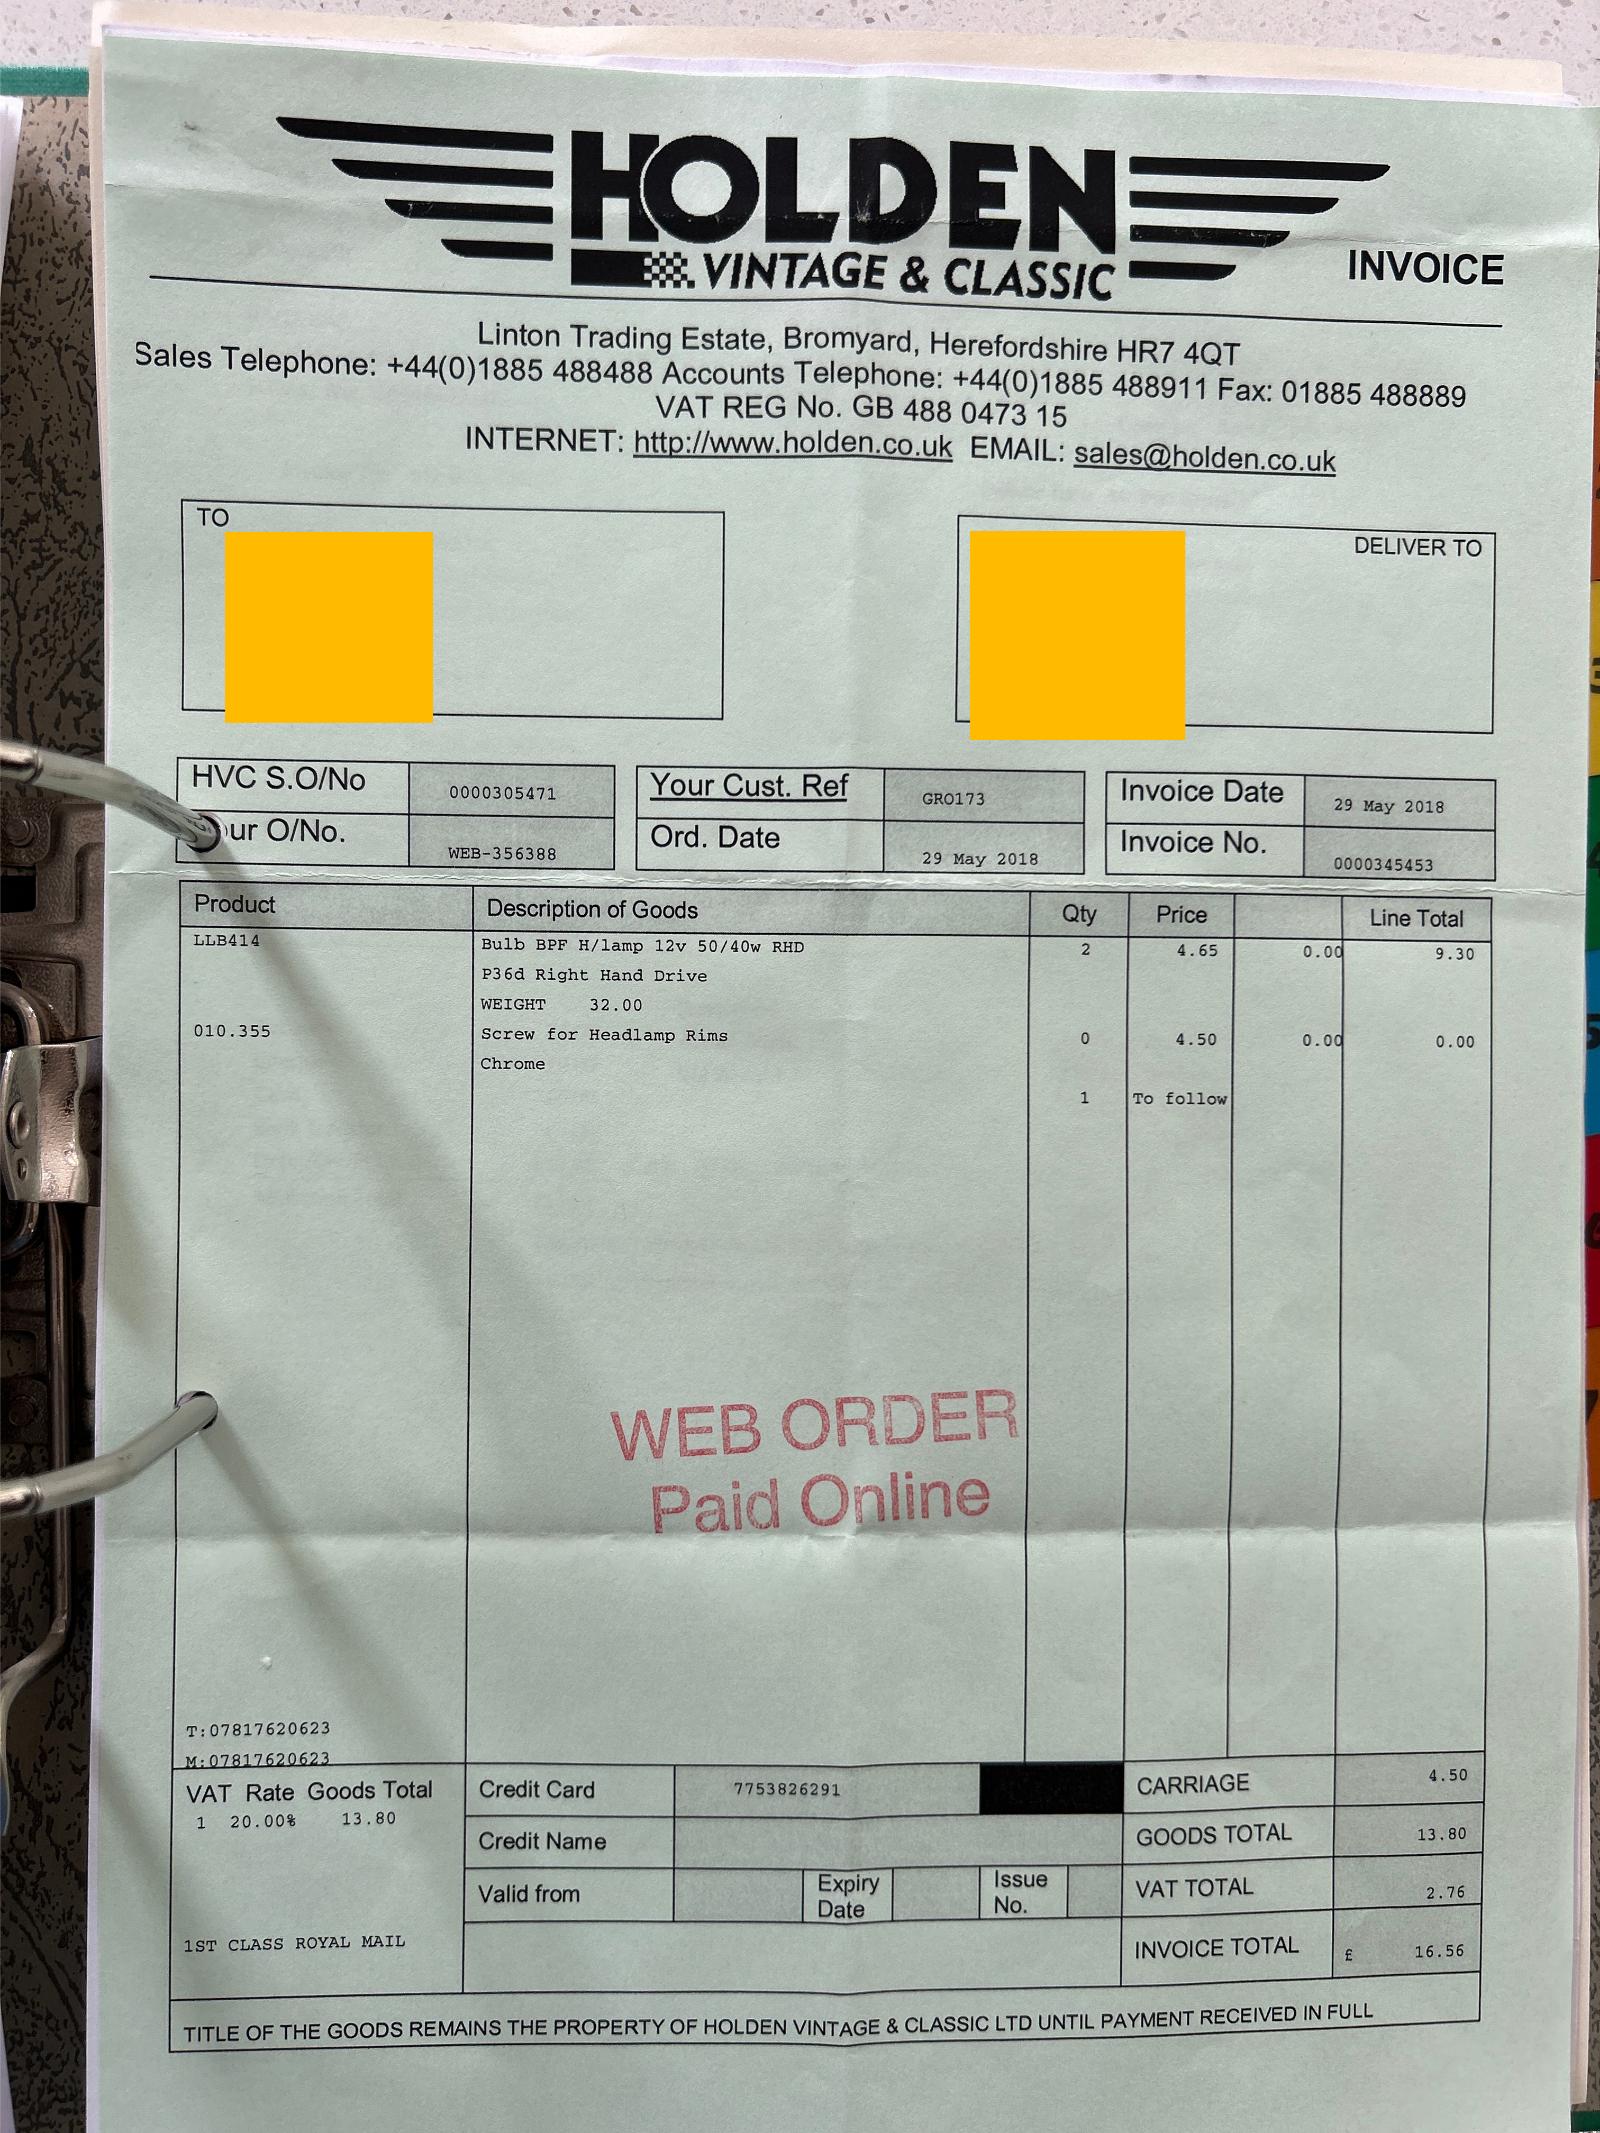 HOLDEN
VINTAGE & CLASSIC
INVOICE
Linton Trading Estate, Bromyard, Herefordshire HR7 4QT
Sales Telephone: +44(0)1885 488488 Accounts Telephone: +44(0)1885 488911 Fax: 01885 488889
VAT REG No. GB 488 0473 15
INTERNET: http://www.holden.co.uk EMAIL: sales@holden.co.uk
TO
DELIVER TO
HVC S.O/No 0000305471 Your Cust. Ref GRO173 Invoice Date 29 May 2018
our O/No. WEB-356388 Ord. Date 29 May 2018 Invoice No. 0000345453
Product Description of Goods Qty Price Line Total
LLB414 Bulb BPF H/lamp 12v 50/40w RHD 2 4.65 0.00 9.30
P36d Right Hand Drive
WEIGHT 32.00
010.355 Screw for Headlamp Rims 0 4.50 0.00 0.00
Chrome
1 To follow
WEB ORDER
Paid Online
T:07817620623
M:07817620623
VAT Rate Goods Total Credit Card 7753826291 CARRIAGE 4.50
1 20.00% 13.80
Credit Name GOODS TOTAL 13.80
Valid from Expiry Date Issue No. VAT TOTAL 2.76
1ST CLASS ROYAL MAIL INVOICE TOTAL £ 16.56
TITLE OF THE GOODS REMAINS THE PROPERTY OF HOLDEN VINTAGE & CLASSIC LTD UNTIL PAYMENT RECEIVED IN FULL